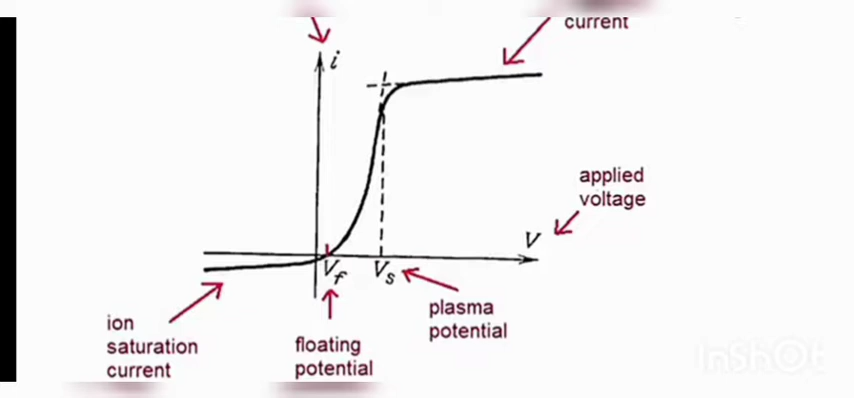 current
i
applied
voltage
V
V_f V_s
plasma
potential
ion
saturation
current
floating
potential
InShOt